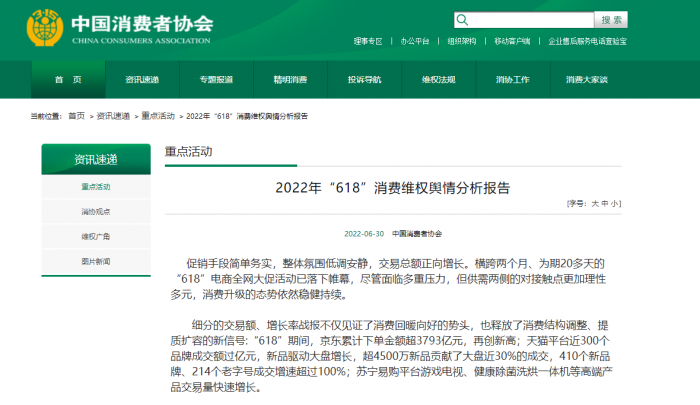 中国消费者协会
CHINA CONSUMERS ASSOCIATION
搜 索
理事专区 | 办公平台 | 组织架构 | 移动客户端 | 企业售后服务电话查验宝
首 页 资讯速递 专题报道 精明消费 投诉导航 维权法规 消协工作 消费大家谈
当前位置: 首页 > 资讯速递 > 重点活动 > 2022年“618”消费维权舆情分析报告
资讯速递
重点活动
消协观点
维权广角
图片新闻
重点活动
2022年“618”消费维权舆情分析报告
[字号: 大 中 小]
2022-06-30 中国消费者协会
促销手段简单务实，整体氛围低调安静，交易总额正向增长。横跨两个月、为期20多天的
“618”电商全网大促活动已落下帷幕，尽管面临多重压力，但供需两侧的对接触点更加理性
多元，消费升级的态势依然稳健持续。
细分的交易额、增长率战报不仅见证了消费回暖向好的势头，也释放了消费结构调整、提
质扩容的新信号:“618”期间，京东累计下单金额超3793亿元，再创新高；天猫平台近300个
品牌成交额过亿元，新品驱动大盘增长，超4500万新品贡献了大盘近30%的成交，410个新品
牌、214个老字号成交增速超过100%；苏宁易购平台游戏电视、健康除菌洗烘一体机等高端产
品交易量快速增长。